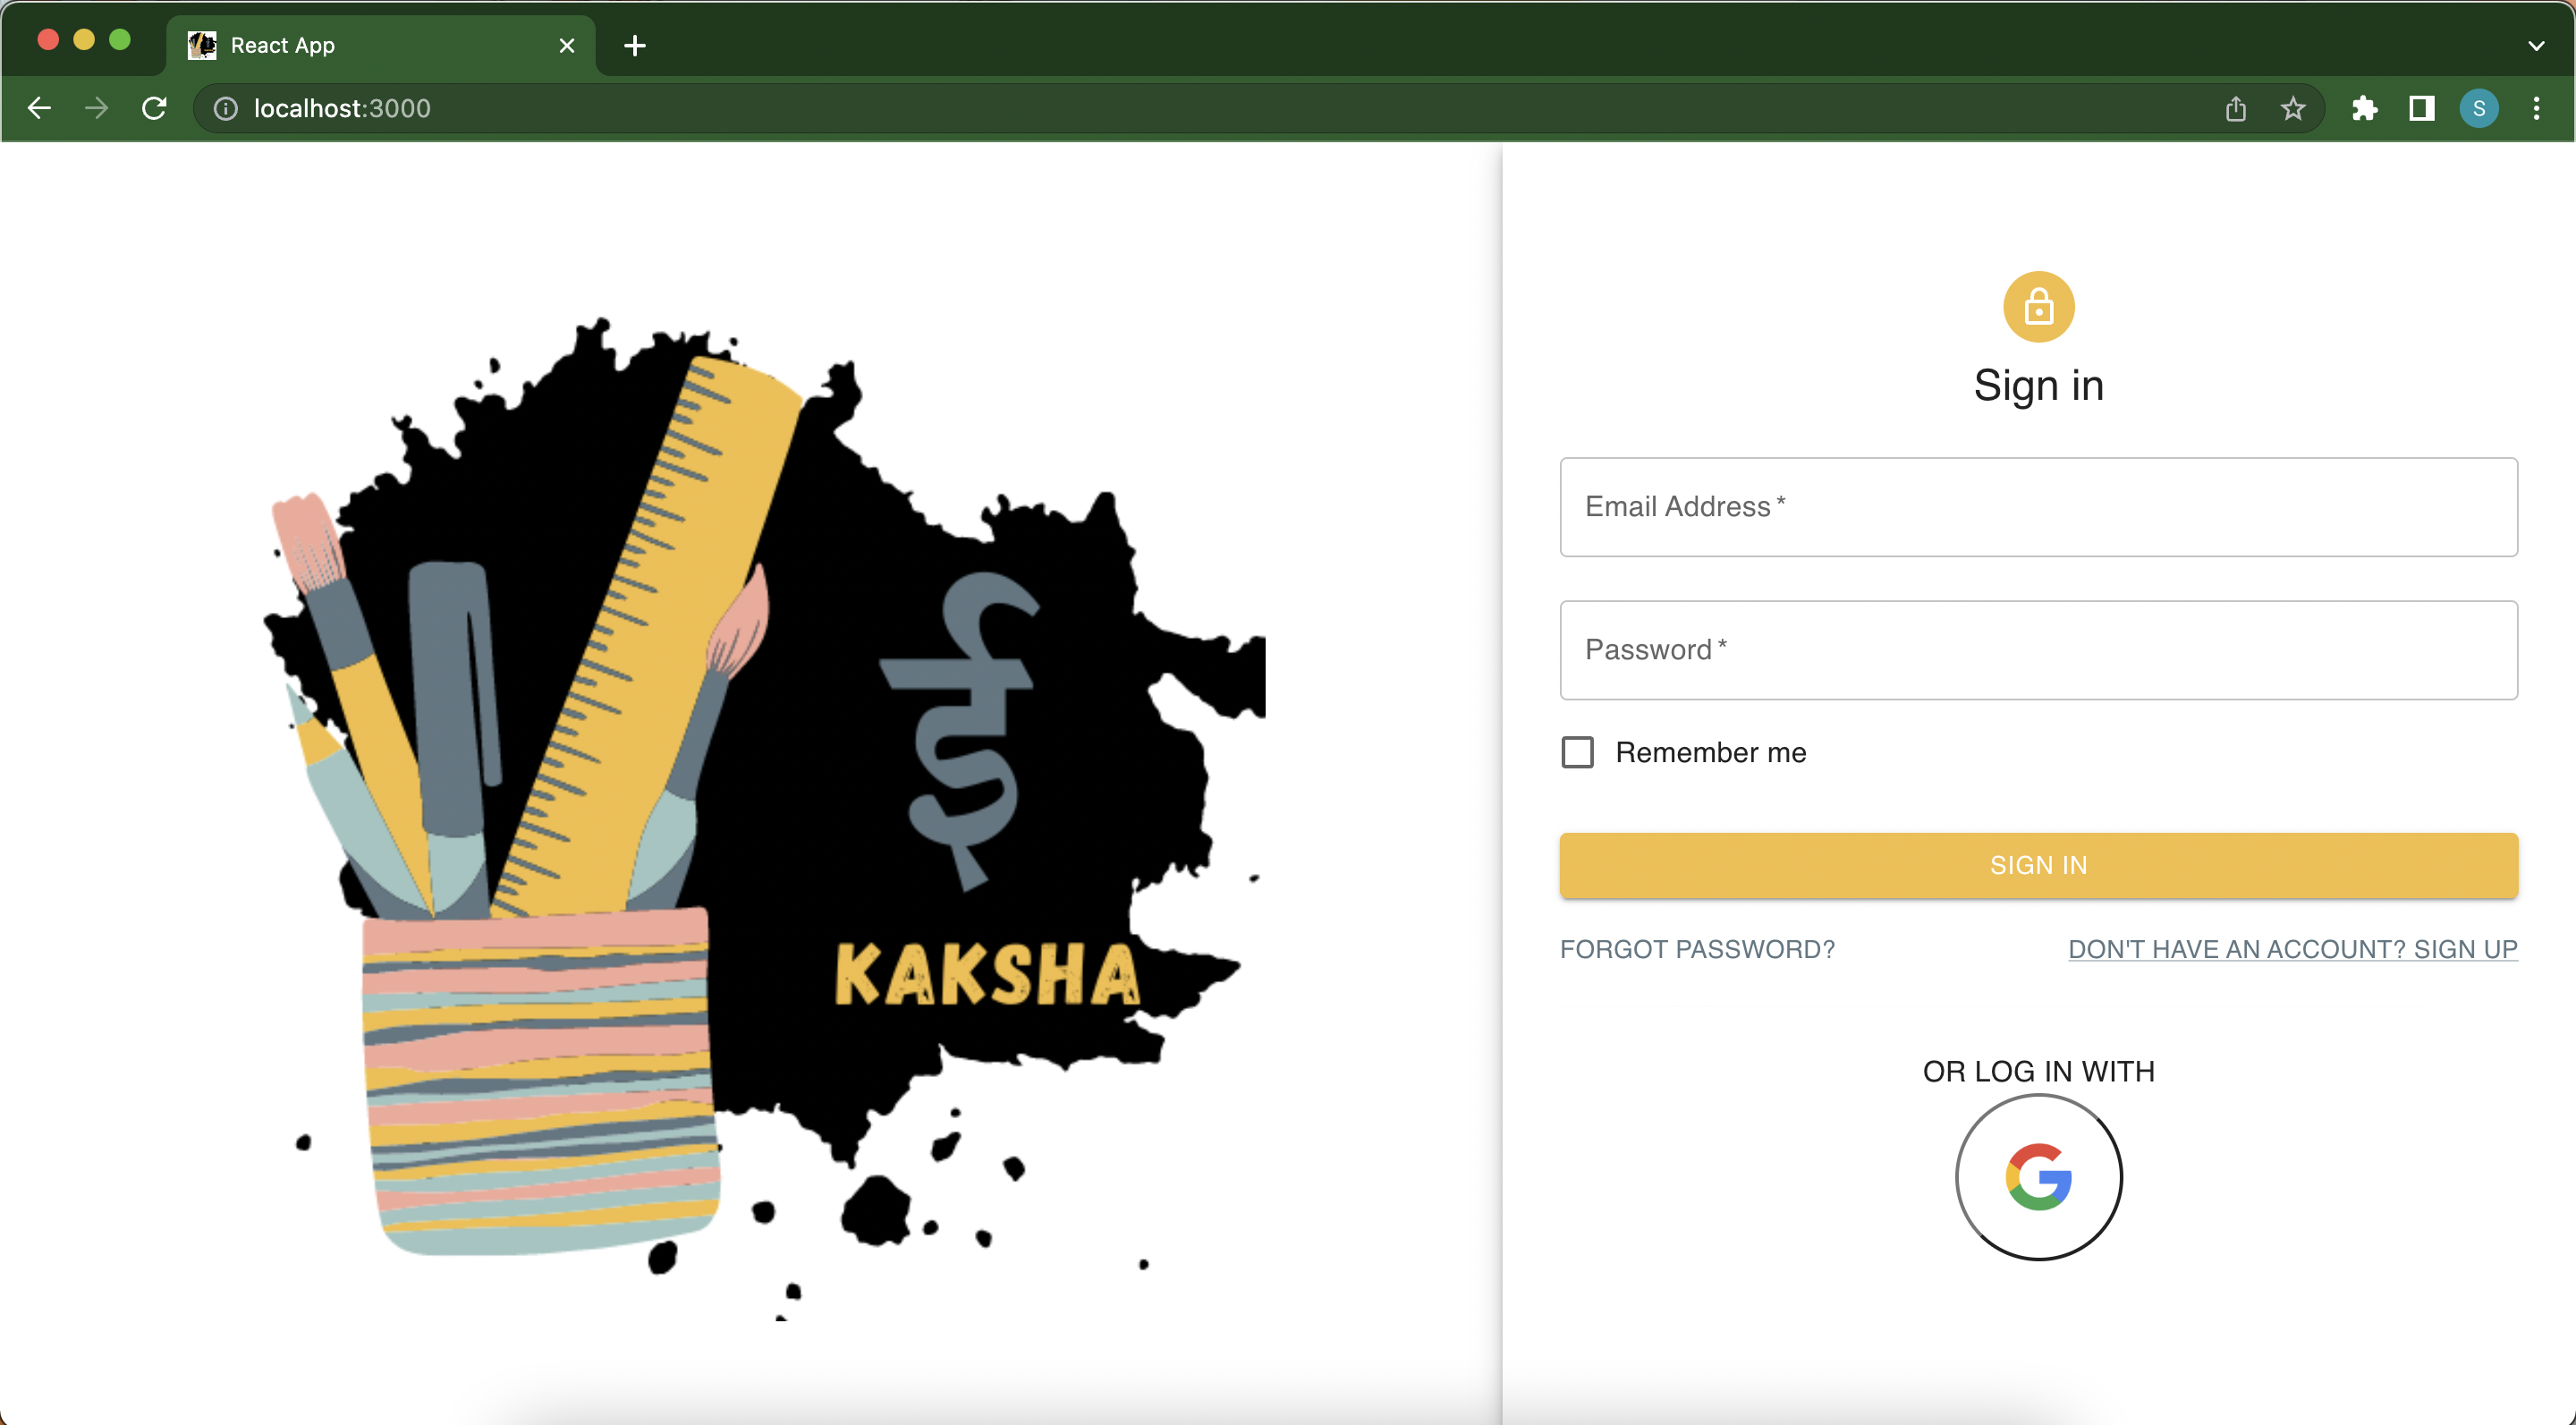 React App
localhost:3000
ई
KAKSHA
Sign in
Email Address *
Password *
Remember me
SIGN IN
FORGOT PASSWORD?
DON'T HAVE AN ACCOUNT? SIGN UP
OR LOG IN WITH
S